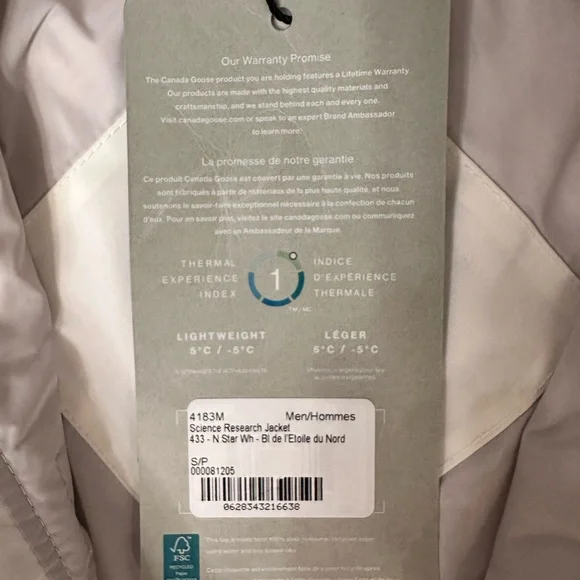 Our Warranty Promise
The Canada Goose product you are holding features a Lifetime Warranty.
Our products are made with the highest quality materials and
craftsmanship, and we stand behind each and every one.
Visit canadagoose.com or speak to an expert Brand Ambassador
to learn more.
La promesse de notre garantie
Ce produit Canada Goose est couvert par une garantie à vie. Nos produits
sont fabriqués à partir de matériaux de la plus haute qualité, et nous
soutenons le savoir-faire exceptionnel nécessaire à la confection de chacun
d'eux. Pour en savoir plus, visitez le site canadagoose.com ou communiquez
avec un Ambassadeur de la Marque.
THERMAL
EXPERIENCE
INDEX
1
TM/MC
INDICE
D'EXPÉRIENCE
THERMALE
LIGHTWEIGHT
5°C / -5°C
LÉGER
5°C / -5°C
4183M Men/Hommes
Science Research Jacket
433 - N Star Wh - Bl de l'Etoile du Nord
S/P
000081205
0628343216638
FSC
RECYCLED